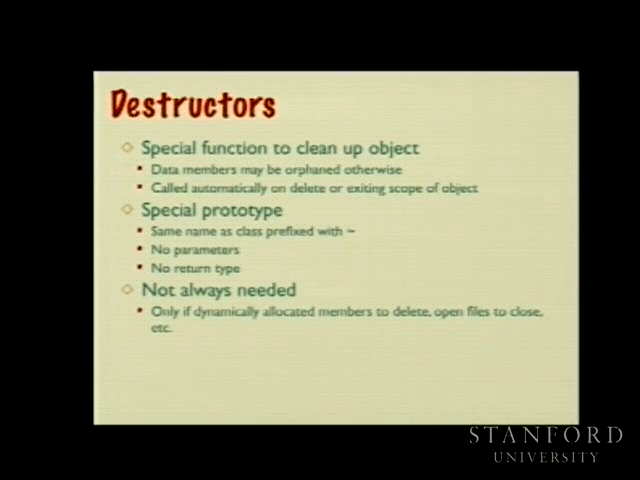 Destructors
Special function to clean up object
Data members may be orphaned otherwise
Called automatically on delete or exiting scope of object
Special prototype
Same name as class prefixed with ~
No parameters
No return type
Not always needed
Only if dynamically allocated members to delete, open files to close,
etc.
STANFORD
UNIVERSITY